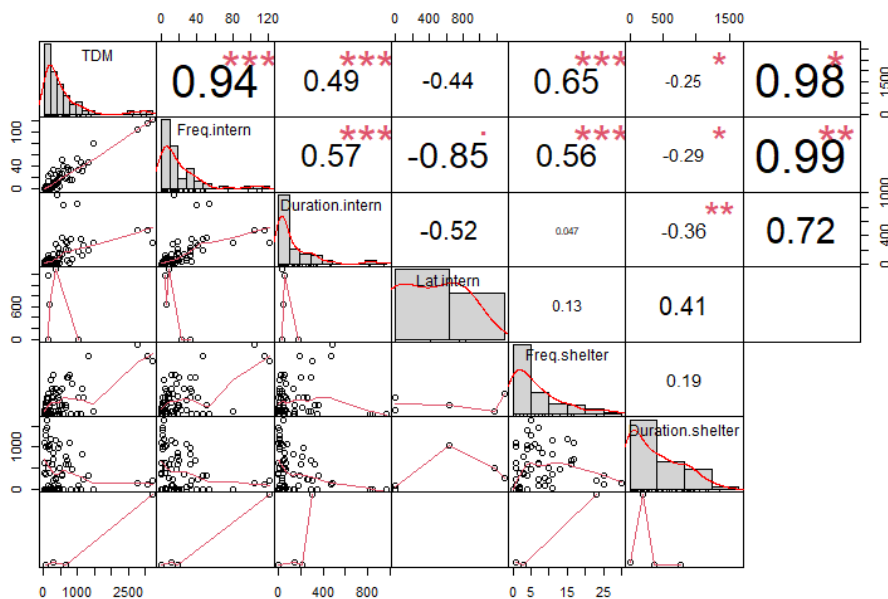 0 40 80 120 0 400 800 0 500 1500
TDM 0.94 *** 0.49 *** -0.44 0.65 *** -0.25 * 0.98 * 0 1500
0 40 100 Freq.intern 0.57 *** -0.85 . 0.56 *** -0.29 * 0.99 **
Duration.intern -0.52 0.047 -0.36 ** 0.72 0 400 1000
0 600 Lat.intern 0.13 0.41
Freq.shelter 0.19
0 1000 Duration.shelter
0 1000 2500 0 400 800 0 5 15 25